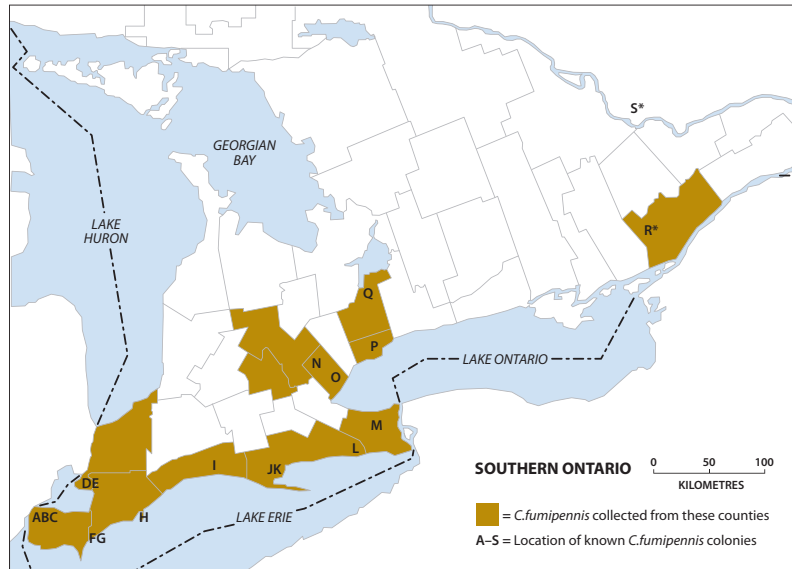 S*
GEORGIAN
BAY
LAKE
HURON
R*
Q
P
N
O
LAKE ONTARIO
M
L
I
JK
DE
H
ABC
FG
LAKE ERIE
SOUTHERN ONTARIO
0 50 100
KILOMETRES
= C.fumipennis collected from these counties
A–S = Location of known C.fumipennis colonies